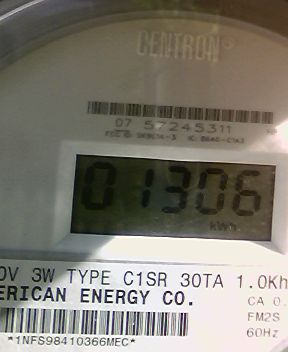 CENTRON®
07 57245311
01306
kWh
0V 3W TYPE C1SR 30TA 1.0Kh
ERICAN ENERGY CO.
CA 0.
FM2S
60Hz
*1NFS98410366MEC*